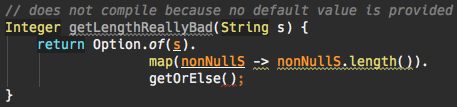 // does not compile because no default value is provided
Integer getLengthReallyBad(String s) {
return Option.of(s).
map(nonNullS -> nonNullS.length()).
getOrElse();
}